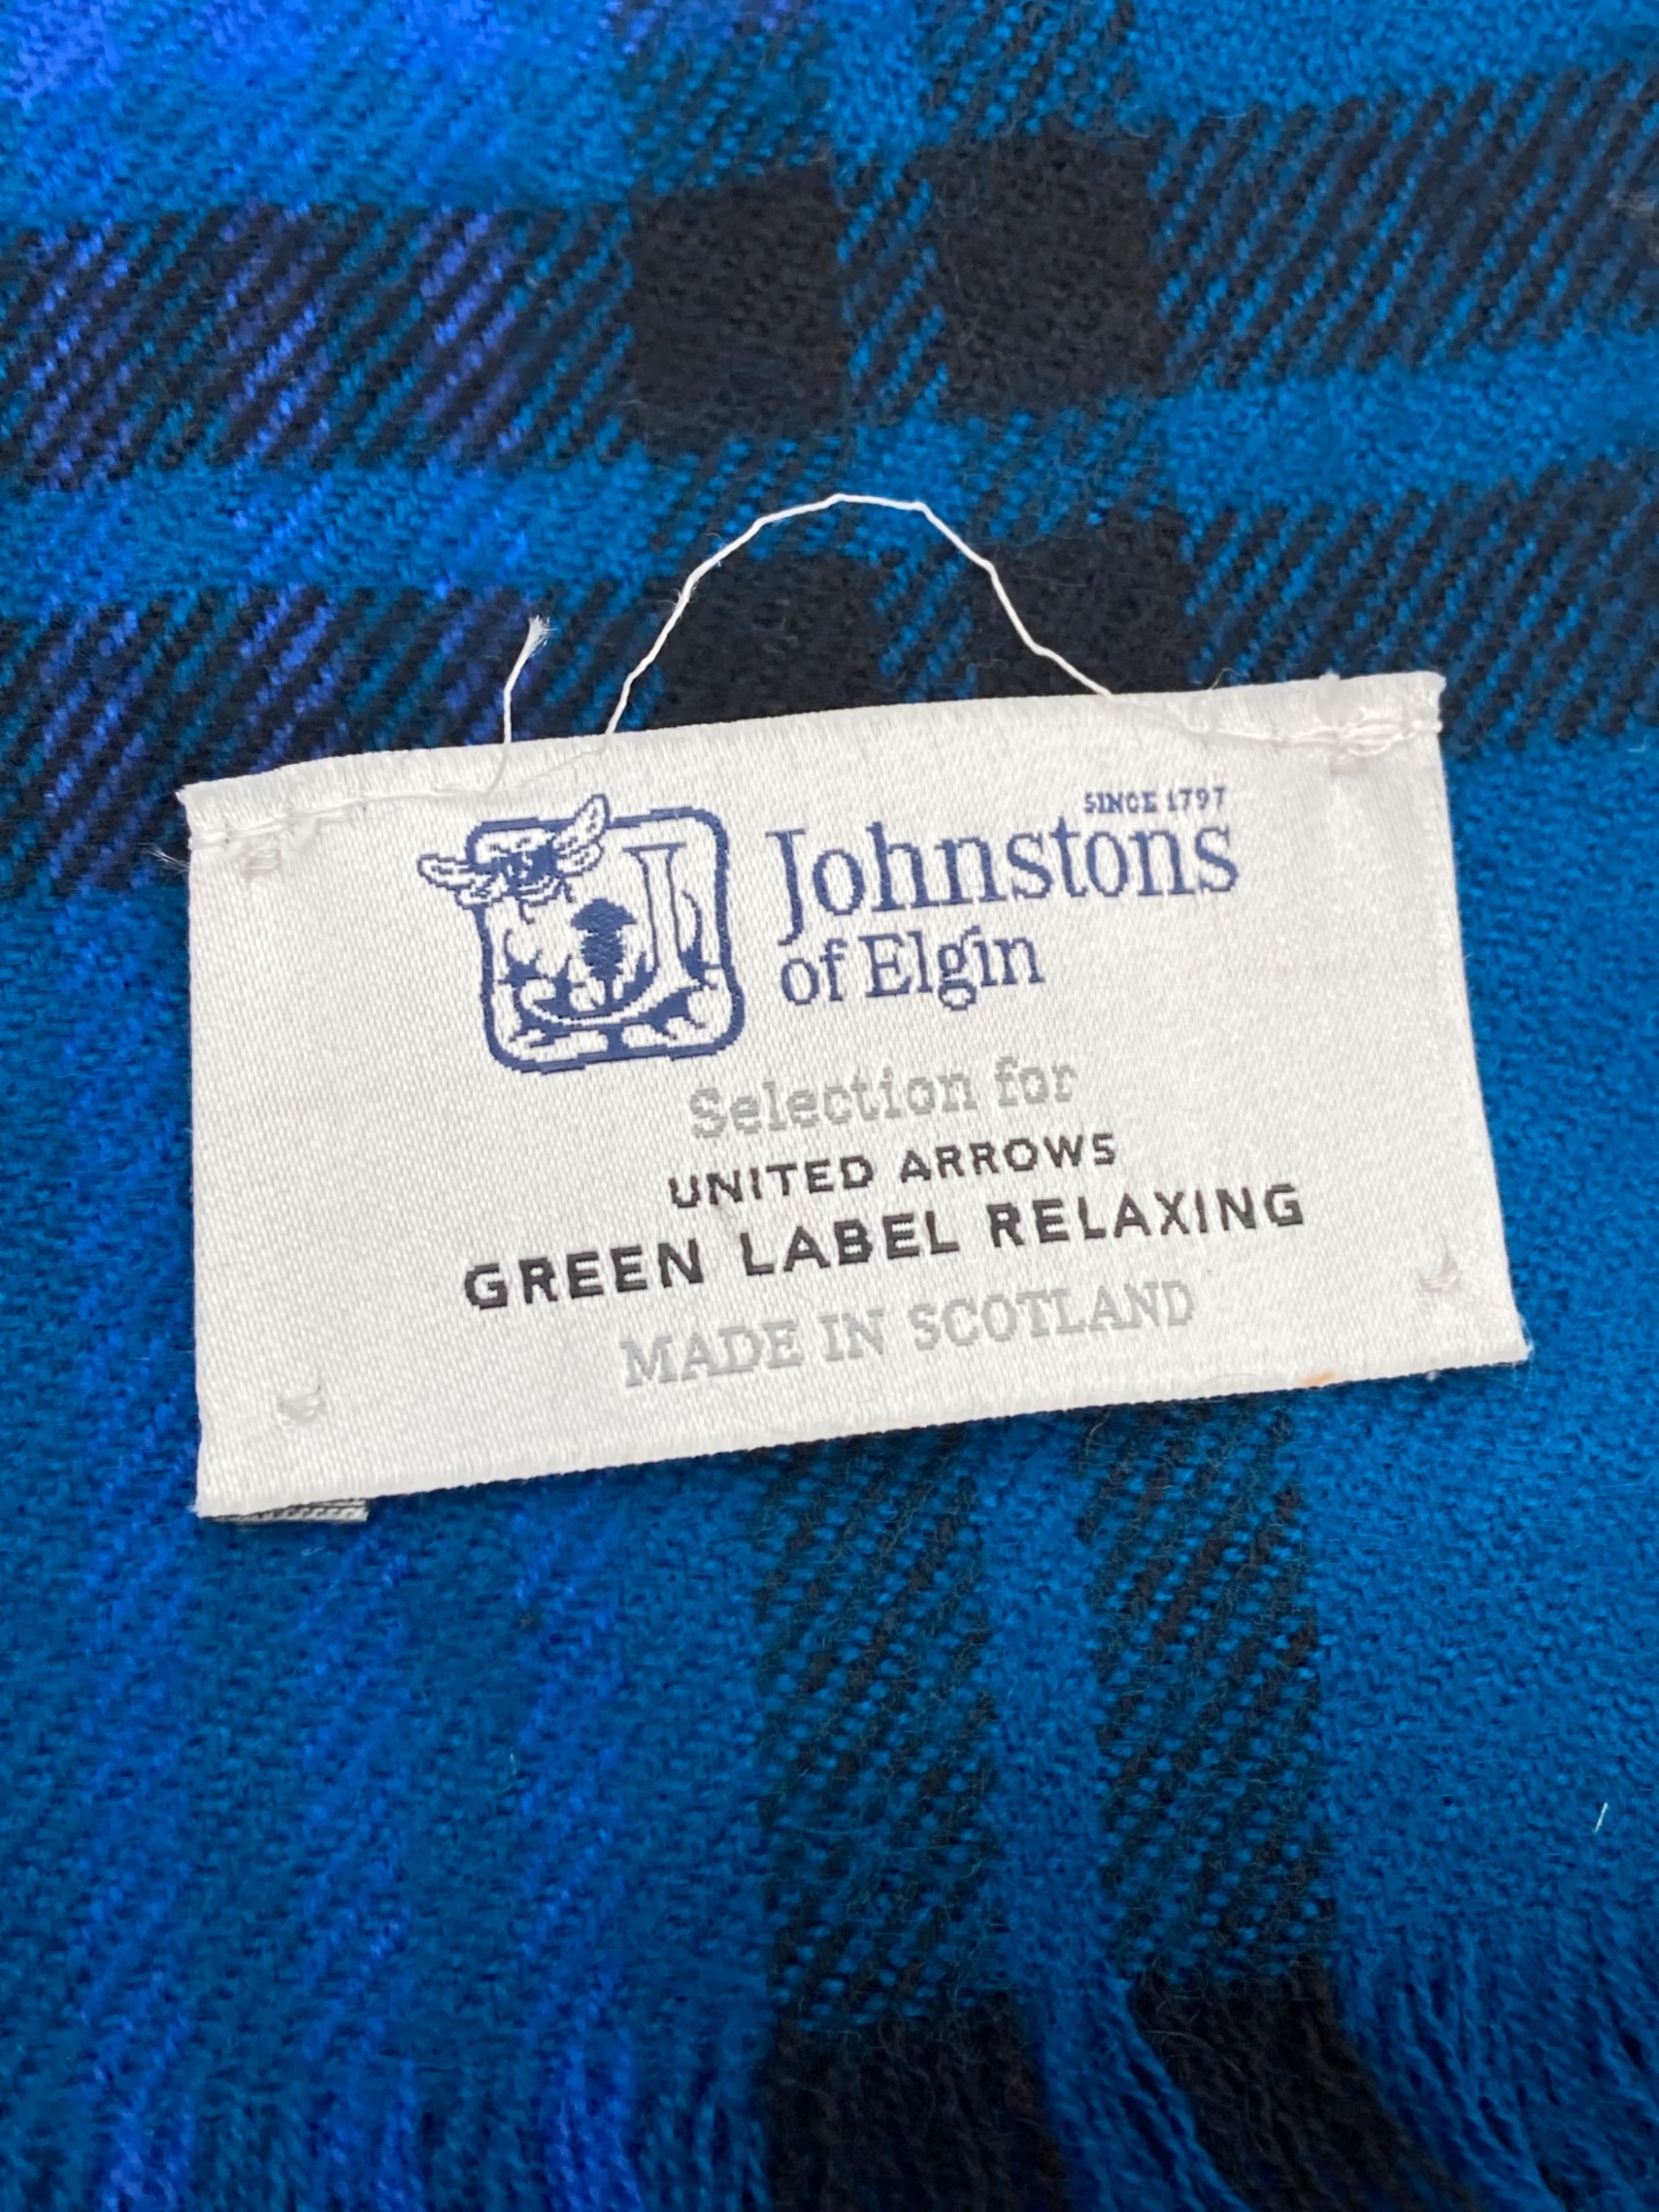 SINCE 1797
Johnstons
of Elgin
Selection for
UNITED ARROWS
GREEN LABEL RELAXING
MADE IN SCOTLAND